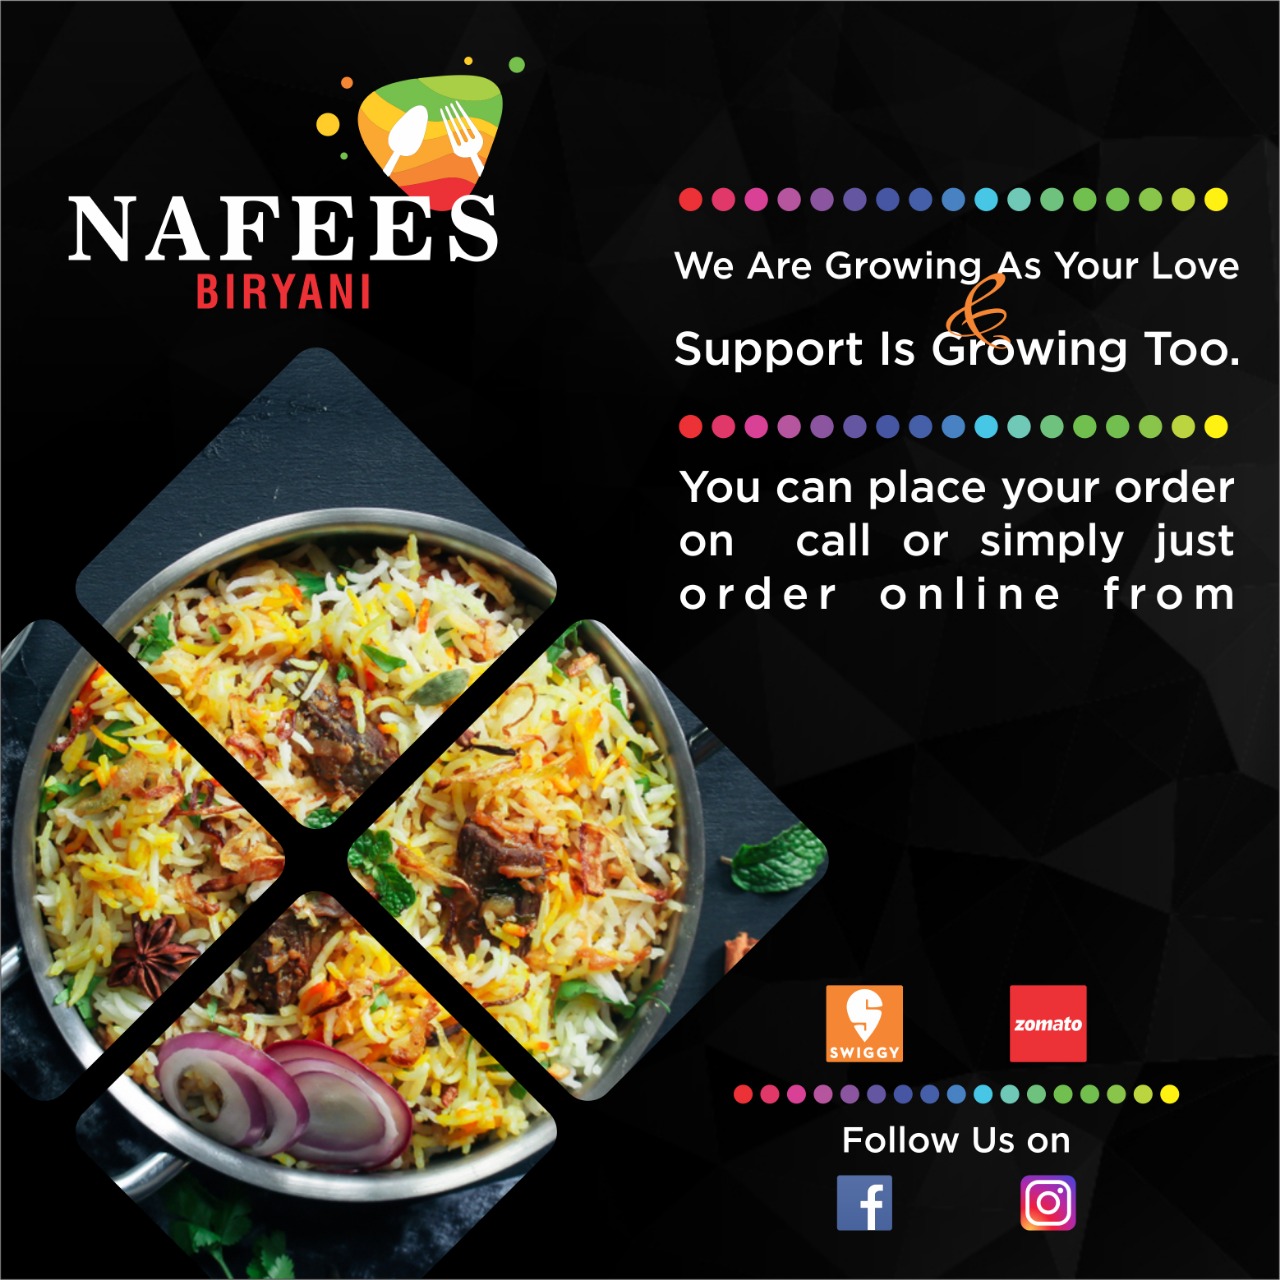 NAFEES
BIRYANI
We Are Growing As Your Love
&
Support Is Growing Too.
You can place your order
on call or simply just
order online from
SWIGGY
zomato
Follow Us on